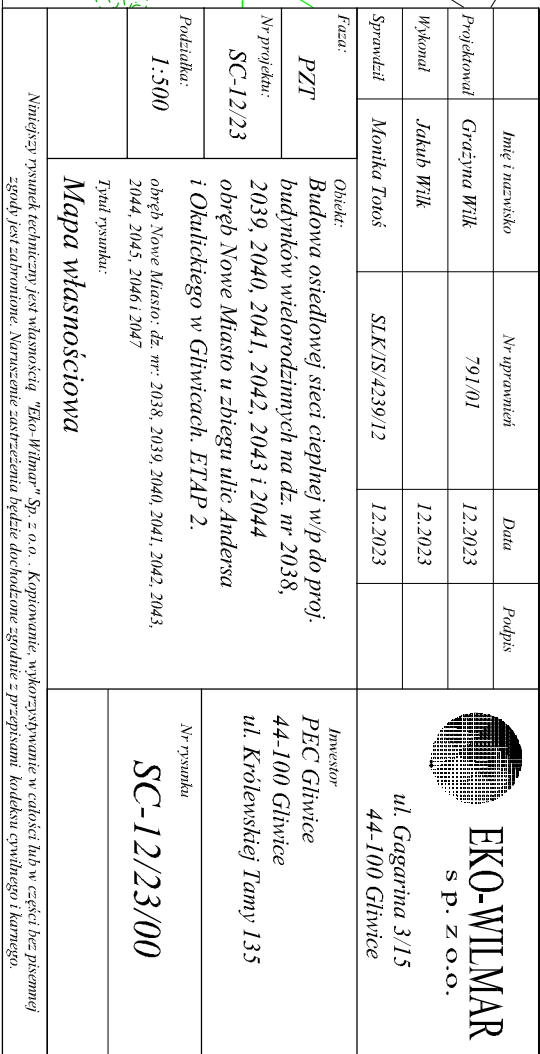 Imię i nazwisko
Nr uprawnień
Data
Podpis
Projektował
Grażyna Wilk
791/01
12.2023
Wykonał
Jakub Wilk
12.2023
Sprawdził
Monika Totoś
SLK/IS/4239/12
12.2023
EKO-WILMAR
sp. z o.o.
ul. Gagarina 3/15
44-100 Gliwice
Faza:
PZT
Nr projektu:
SC-12/23
Podziałka:
1:500
Obiekt:
Budowa osiedlowej sieci cieplnej w/p do proj.
budynków wielorodzinnych na dz. nr 2038,
2039, 2040, 2041, 2042, 2043 i 2044
obręb Nowe Miasto u zbiegu ulic Andersa
i Okulickiego w Gliwicach. ETAP 2.
obręb Nowe Miasto: dz. nr: 2038, 2039, 2040, 2041, 2042, 2043,
2044, 2045, 2046 i 2047
Inwestor
PEC Gliwice
44-100 Gliwice
ul. Królewskiej Tamy 135
Tytuł rysunku:
Mapa własnościowa
Nr rysunku
SC-12/23/00
Niniejszy rysunek techniczny jest własnością "Eko-Wilmar" Sp. z o.o. . Kopiowanie, wykorzystywanie w całości lub w części bez pisemnej
zgody jest zabronione. Naruszenie zastrzeżenia będzie dochodzone zgodnie z przepisami kodeksu cywilnego i karnego.